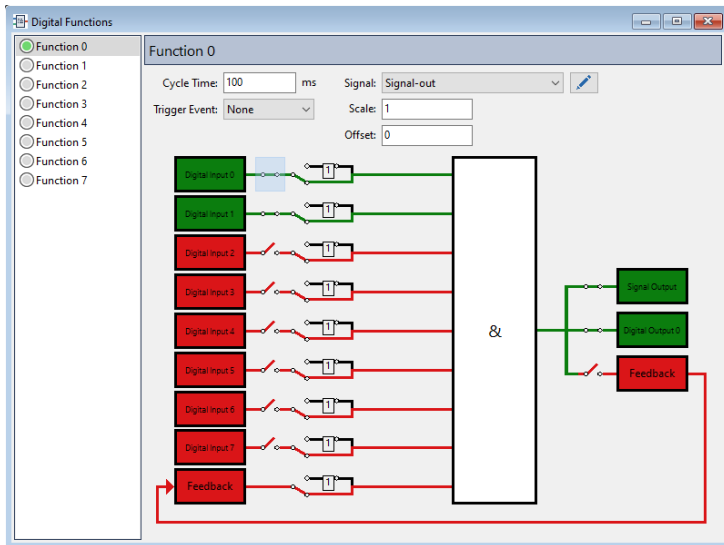 Digital Functions
Function 0
Function 1
Function 2
Function 3
Function 4
Function 5
Function 6
Function 7
Function 0
Cycle Time: 100 ms Signal: Signal-out
Trigger Event: None Scale: 1
Offset: 0
Digital Input 0 1
Digital Input 1 1
Digital Input 2 1
Digital Input 3 1
Digital Input 4 1
Digital Input 5 1
Digital Input 6 1
Digital Input 7 1
Feedback 1
&
Signal Output
Digital Output 0
Feedback